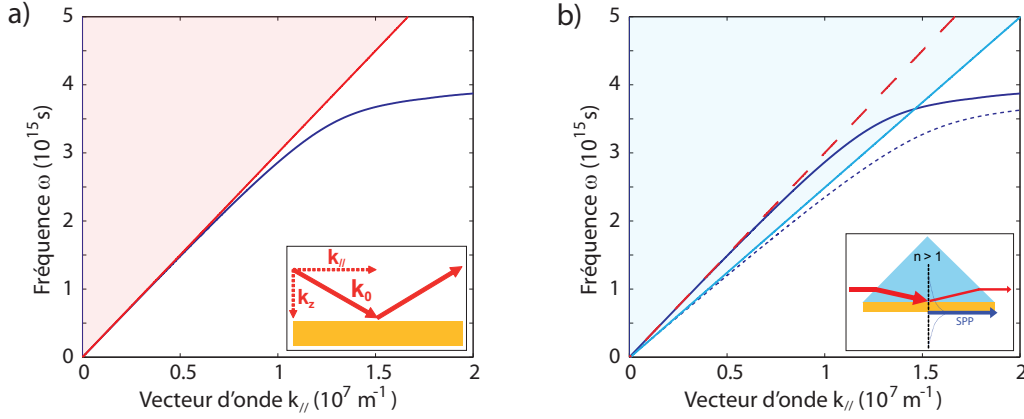 a)
Fréquence ω (10¹⁵ s)
5
4
3
2
1
0
0
0.5
1
1.5
2
Vecteur d'onde k// (10⁷ m⁻¹)
k//
k₀
kz
b)
Fréquence ω (10¹⁵ s)
5
4
3
2
1
0
0
0.5
1
1.5
2
Vecteur d'onde k// (10⁷ m⁻¹)
n > 1
SPP